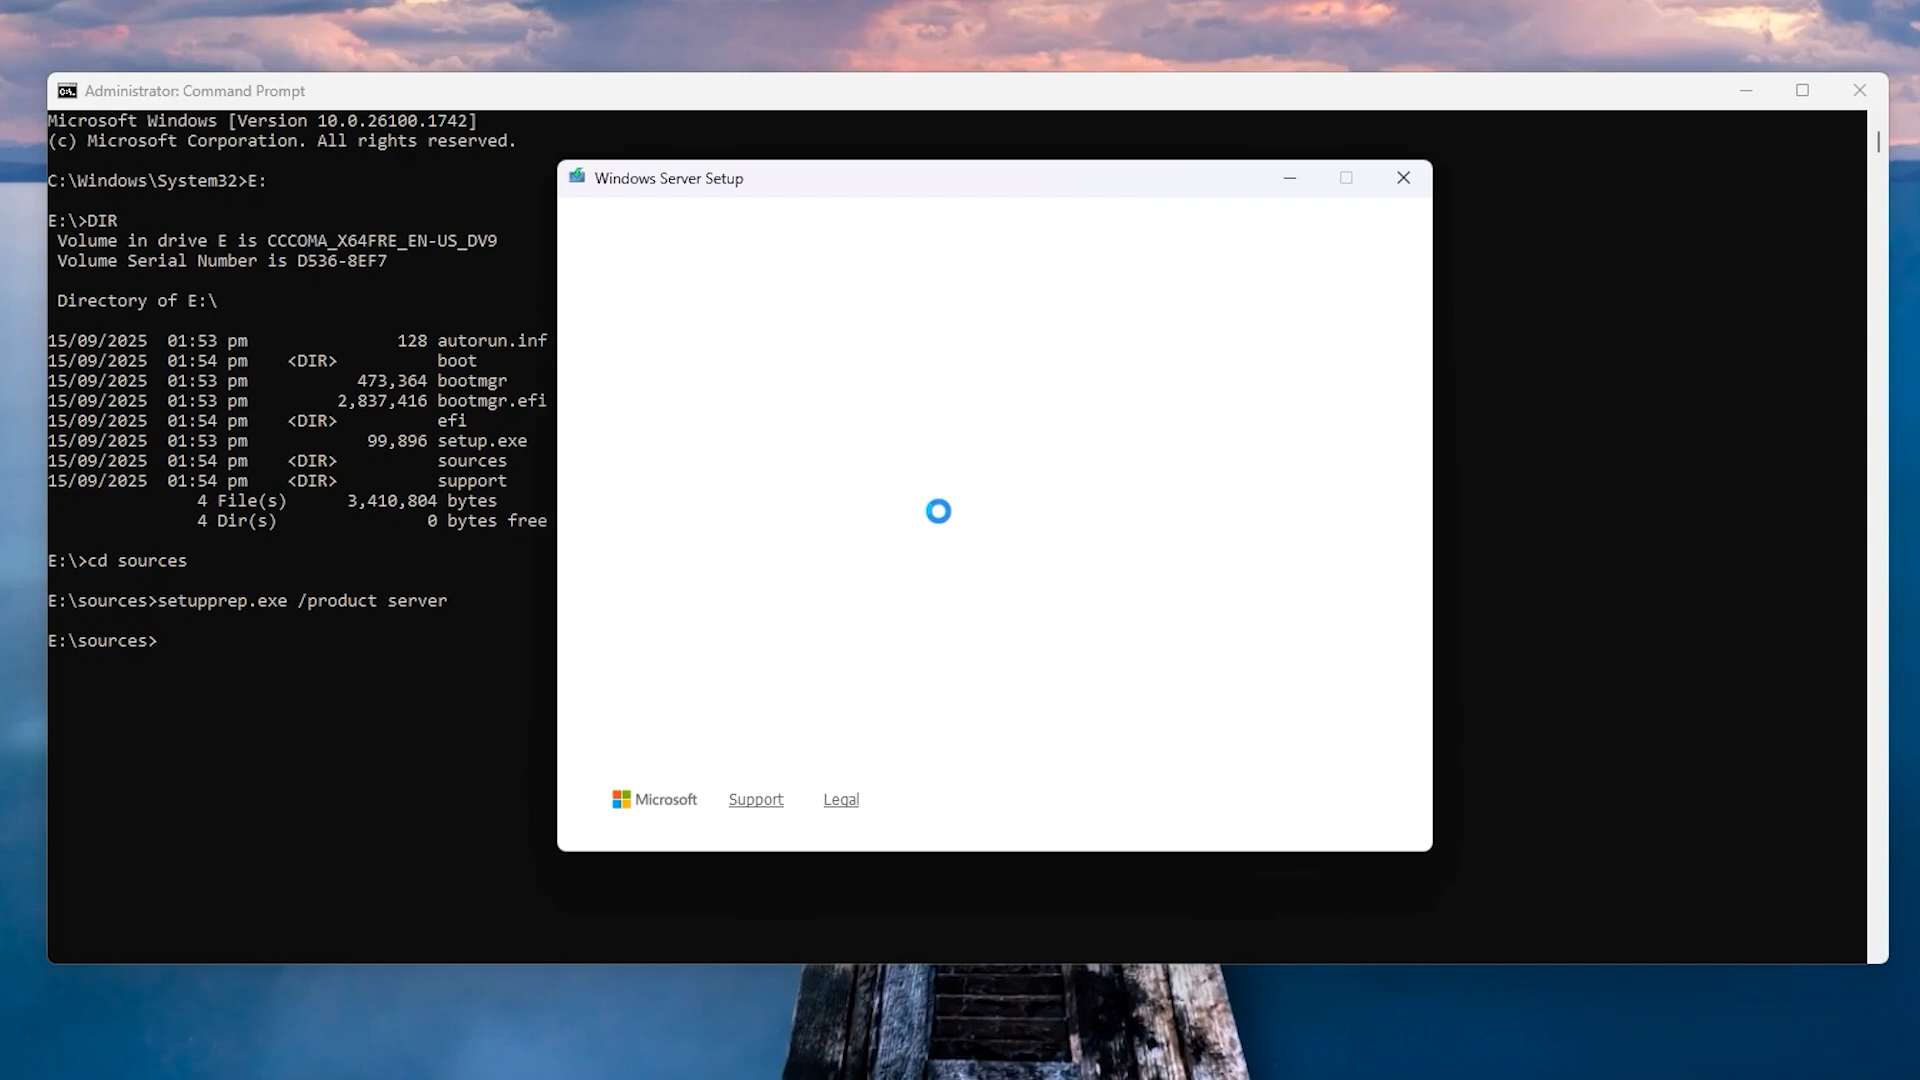 Administrator: Command Prompt
Microsoft Windows [Version 10.0.26100.1742]
(c) Microsoft Corporation. All rights reserved.
C:\Windows\System32>E:
E:\>DIR
Volume in drive E is CCCOMA_X64FRE_EN-US_DV9
Volume Serial Number is D536-8EF7
Directory of E:\
15/09/2025 01:53 pm 128 autorun.inf
15/09/2025 01:54 pm <DIR> boot
15/09/2025 01:53 pm 473,364 bootmgr
15/09/2025 01:53 pm 2,837,416 bootmgr.efi
15/09/2025 01:54 pm <DIR> efi
15/09/2025 01:53 pm 99,896 setup.exe
15/09/2025 01:54 pm <DIR> sources
15/09/2025 01:54 pm <DIR> support
4 File(s) 3,410,804 bytes
4 Dir(s) 0 bytes free
E:\>cd sources
E:\sources>setupprep.exe /product server
E:\sources>
Windows Server Setup
Microsoft Support Legal